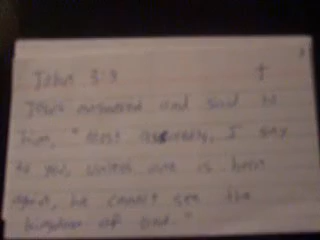 John 3:3 †
Jesus answered and said to
him, "Most assuredly, I say
to you, unless one is born
again, he cannot see the
kingdom of God."